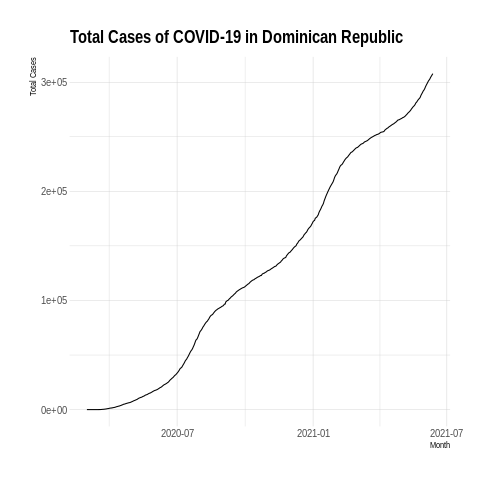 Total Cases of COVID-19 in Dominican Republic
Total Cases
3e+05
2e+05
1e+05
0e+00
2020-07
2021-01
2021-07
Month